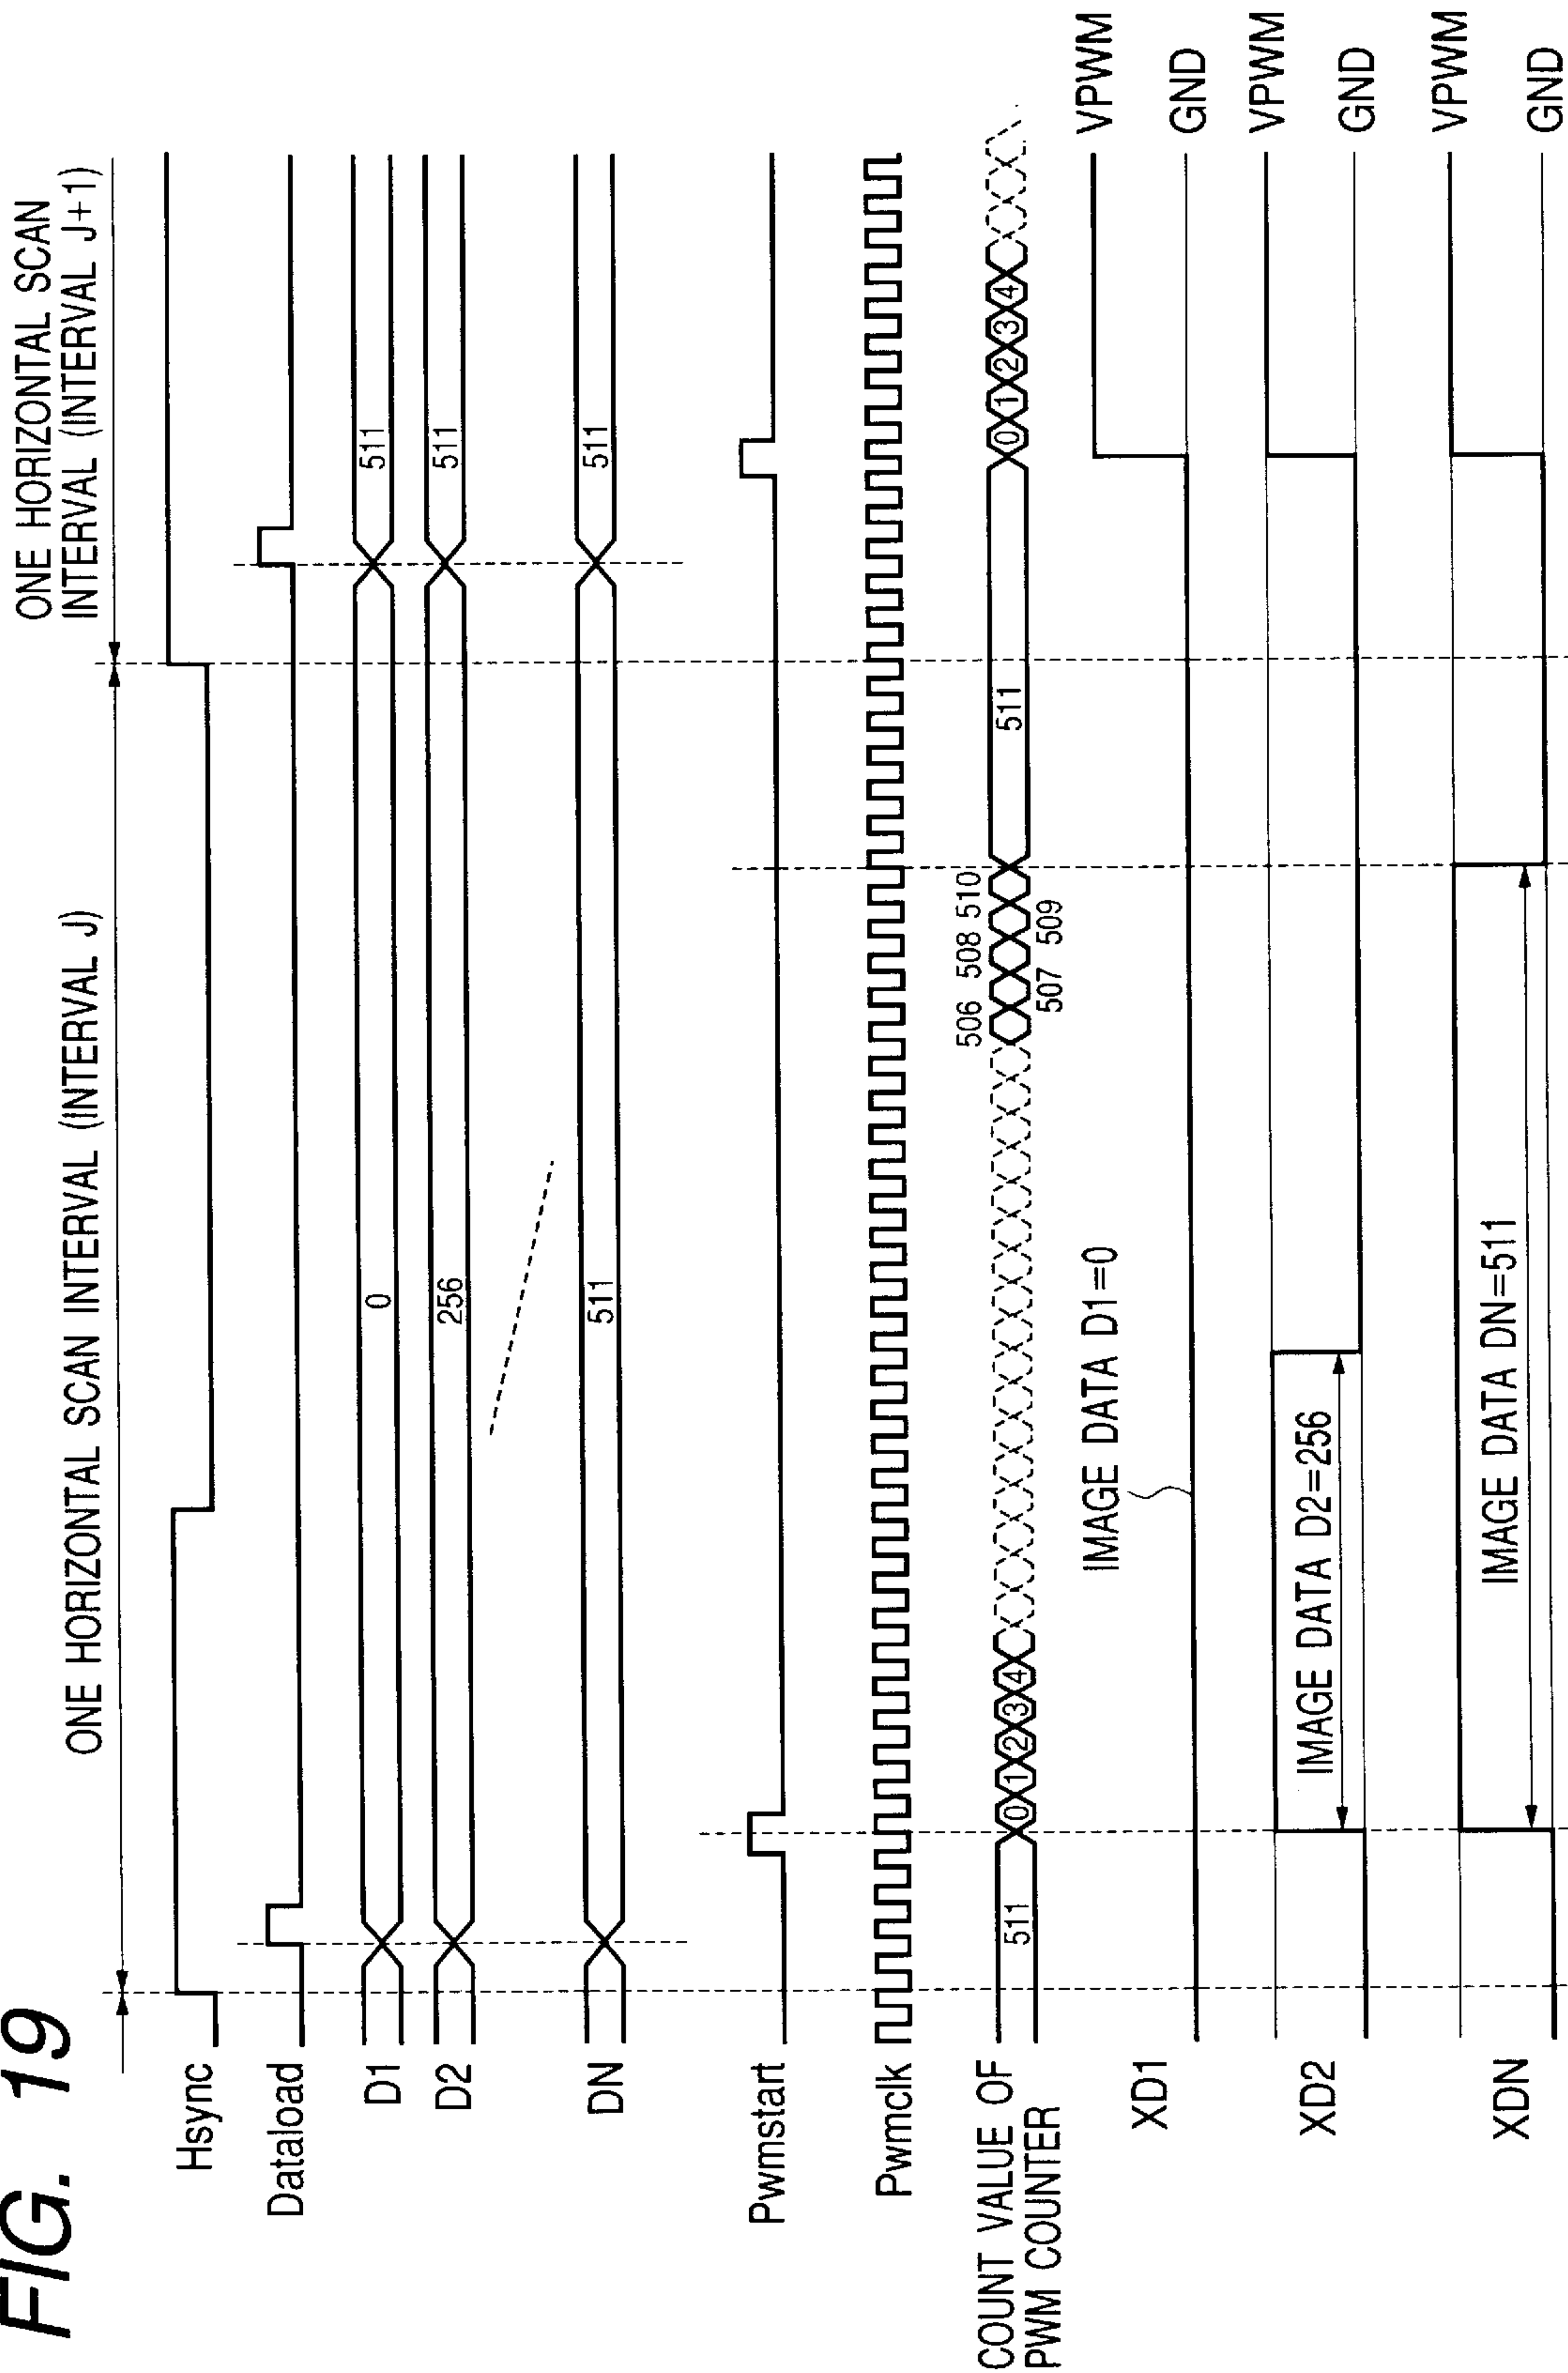 FIG. 19
ONE HORIZONTAL SCAN INTERVAL (INTERVAL J)
ONE HORIZONTAL SCAN
INTERVAL (INTERVAL J+1)
Hsync
Dataload
D1
0
511
D2
256
511
DN
511
511
Pwmstart
Pwmclk
COUNT VALUE OF
PWM COUNTER
511
0 1 2 3 4
506 508 510
507 509
511
0 1 2 3 4
XD1
IMAGE DATA D1=0
VPWM
GND
XD2
IMAGE DATA D2=256
VPWM
GND
XDN
IMAGE DATA DN=511
VPWM
GND